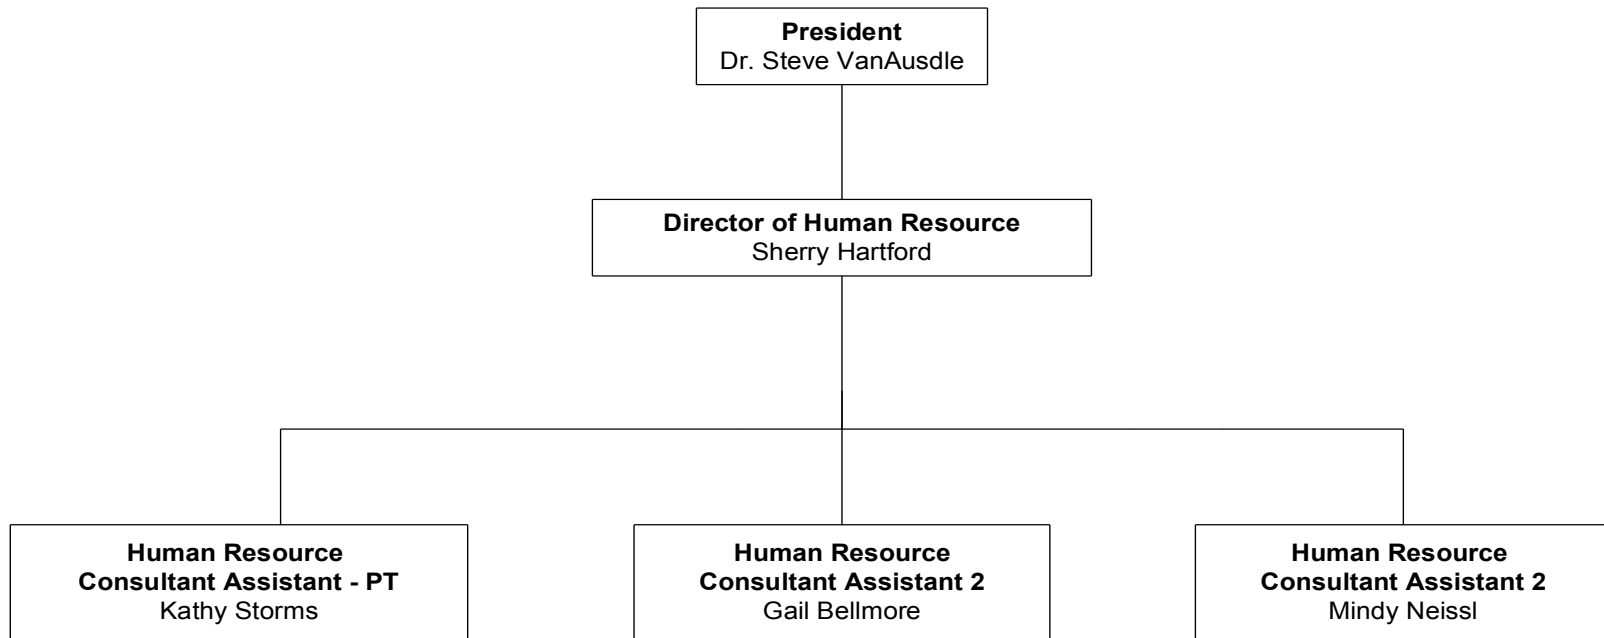 President
Dr. Steve VanAusdle
Director of Human Resource
Sherry Hartford
Human Resource
Consultant Assistant - PT
Kathy Storms
Human Resource
Consultant Assistant 2
Gail Bellmore
Human Resource
Consultant Assistant 2
Mindy Neissl